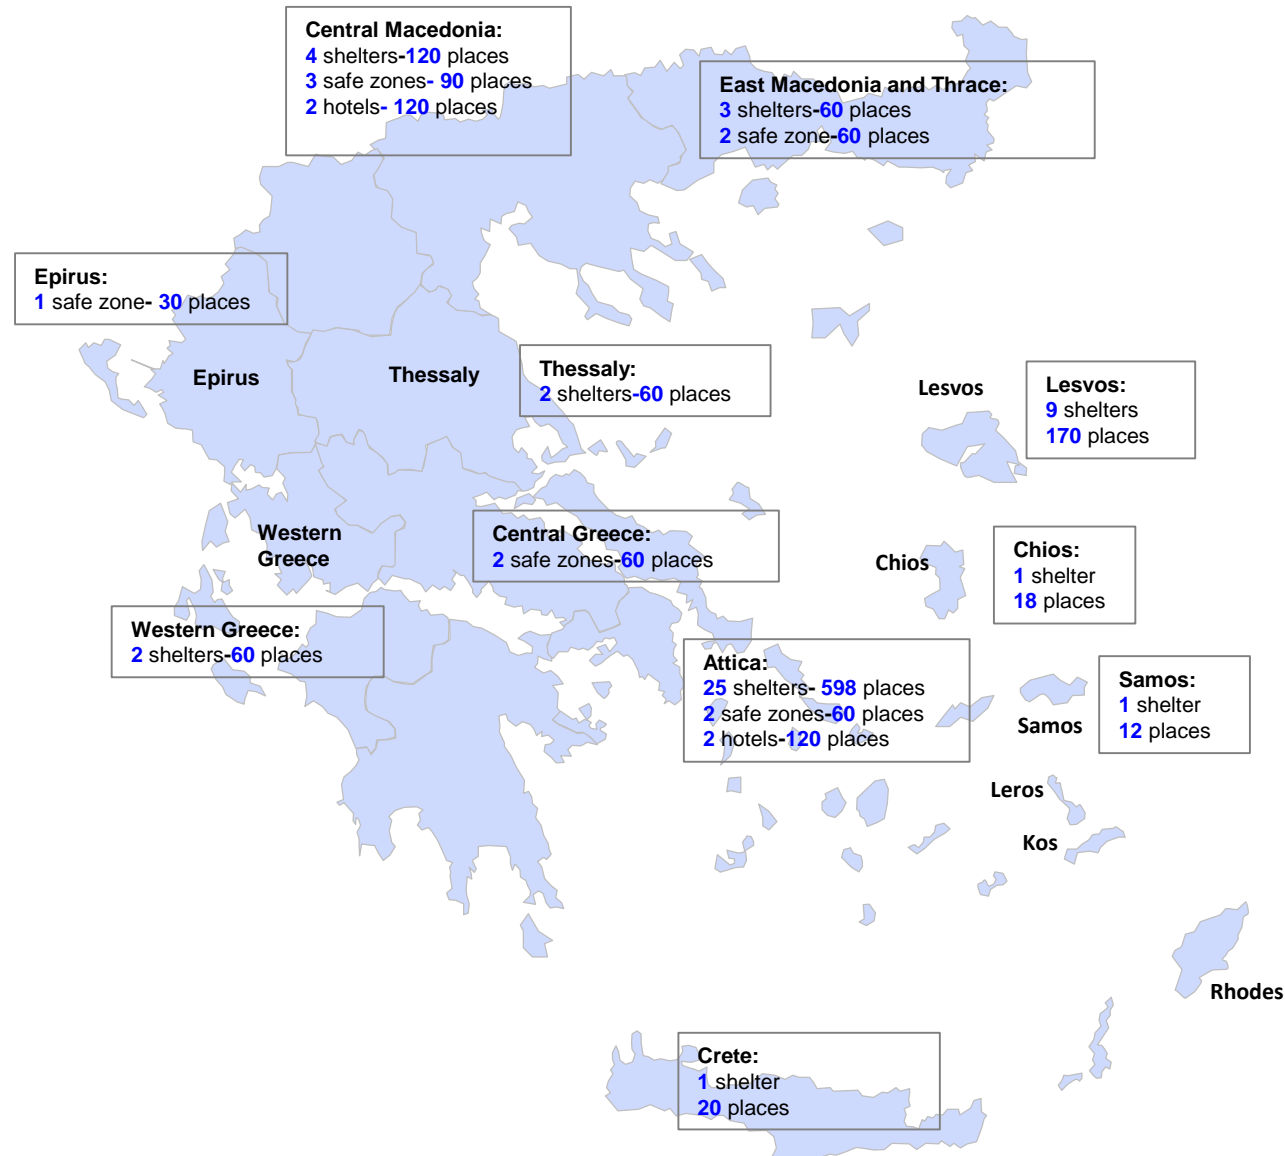 Central Macedonia:
4 shelters-120 places
3 safe zones- 90 places
2 hotels- 120 places
East Macedonia and Thrace:
3 shelters-60 places
2 safe zone-60 places
Epirus:
1 safe zone- 30 places
Epirus
Thessaly
Thessaly:
2 shelters-60 places
Lesvos
Lesvos:
9 shelters
170 places
Western
Greece
Central Greece:
2 safe zones-60 places
Chios
Chios:
1 shelter
18 places
Western Greece:
2 shelters-60 places
Attica:
25 shelters- 598 places
2 safe zones-60 places
2 hotels-120 places
Samos
Samos:
1 shelter
12 places
Leros
Kos
Rhodes
Crete:
1 shelter
20 places